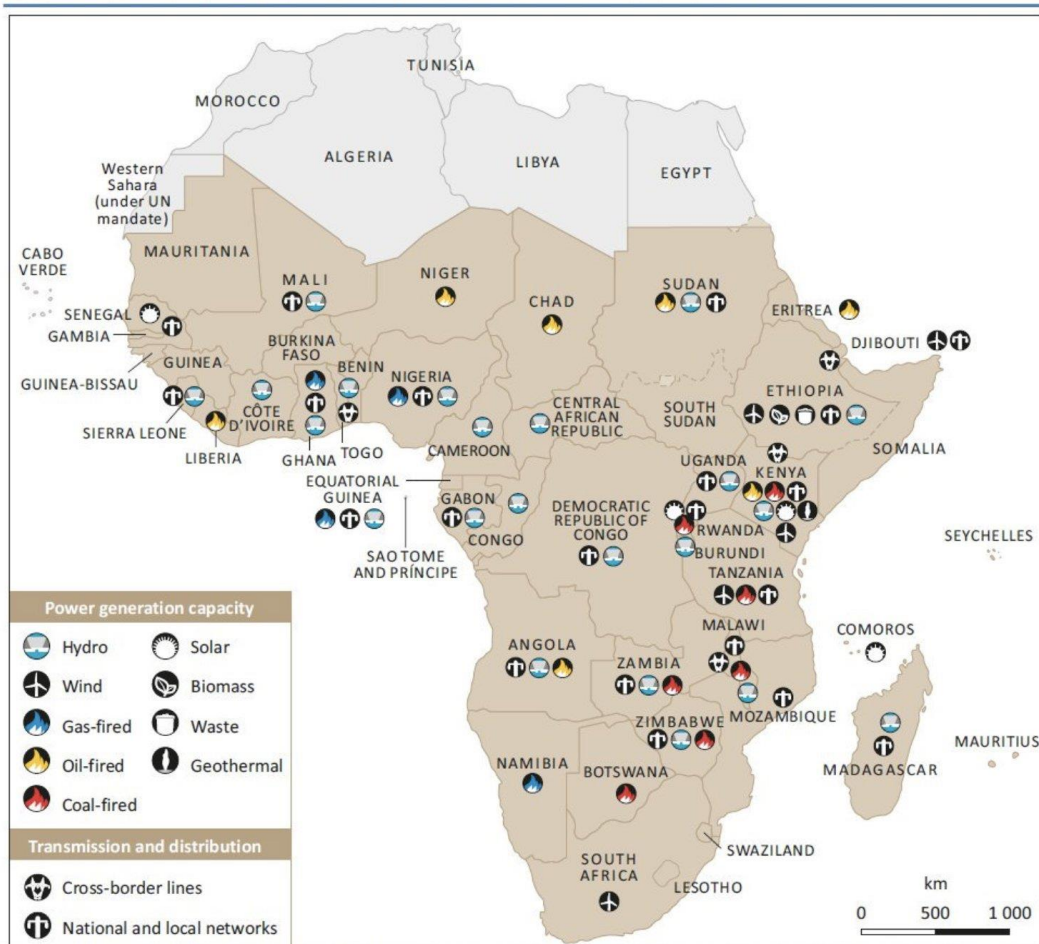 TUNISIA
MOROCCO
ALGERIA
LIBYA
EGYPT
Western
Sahara
(under UN
mandate)
CABO
VERDE
MAURITANIA
MALI
NIGER
CHAD
SUDAN
ERITREA
SENEGAL
GAMBIA
DJIBOUTI
GUINEA
BURKINA
FASO
BENIN
NIGERIA
ETHIOPIA
GUINEA-BISSAU
CÔTE
D'IVOIRE
CENTRAL
AFRICAN
REPUBLIC
SOUTH
SUDAN
SOMALIA
SIERRA LEONE
LIBERIA
GHANA
TOGO
CAMEROON
UGANDA
KENYA
EQUATORIAL
GUINEA
GABON
CONGO
DEMOCRATIC
REPUBLIC OF
CONGO
RWANDA
BURUNDI
SEYCHELLES
SAO TOME
AND PRÍNCIPE
TANZANIA
MALAWI
COMOROS
ANGOLA
ZAMBIA
MOZAMBIQUE
ZIMBABWE
MADAGASCAR
MAURITIUS
NAMIBIA
BOTSWANA
SWAZILAND
SOUTH
AFRICA
LESOTHO
Power generation capacity
Hydro
Solar
Wind
Biomass
Gas-fired
Waste
Oil-fired
Geothermal
Coal-fired
Transmission and distribution
Cross-border lines
National and local networks
km
0 500 1 000